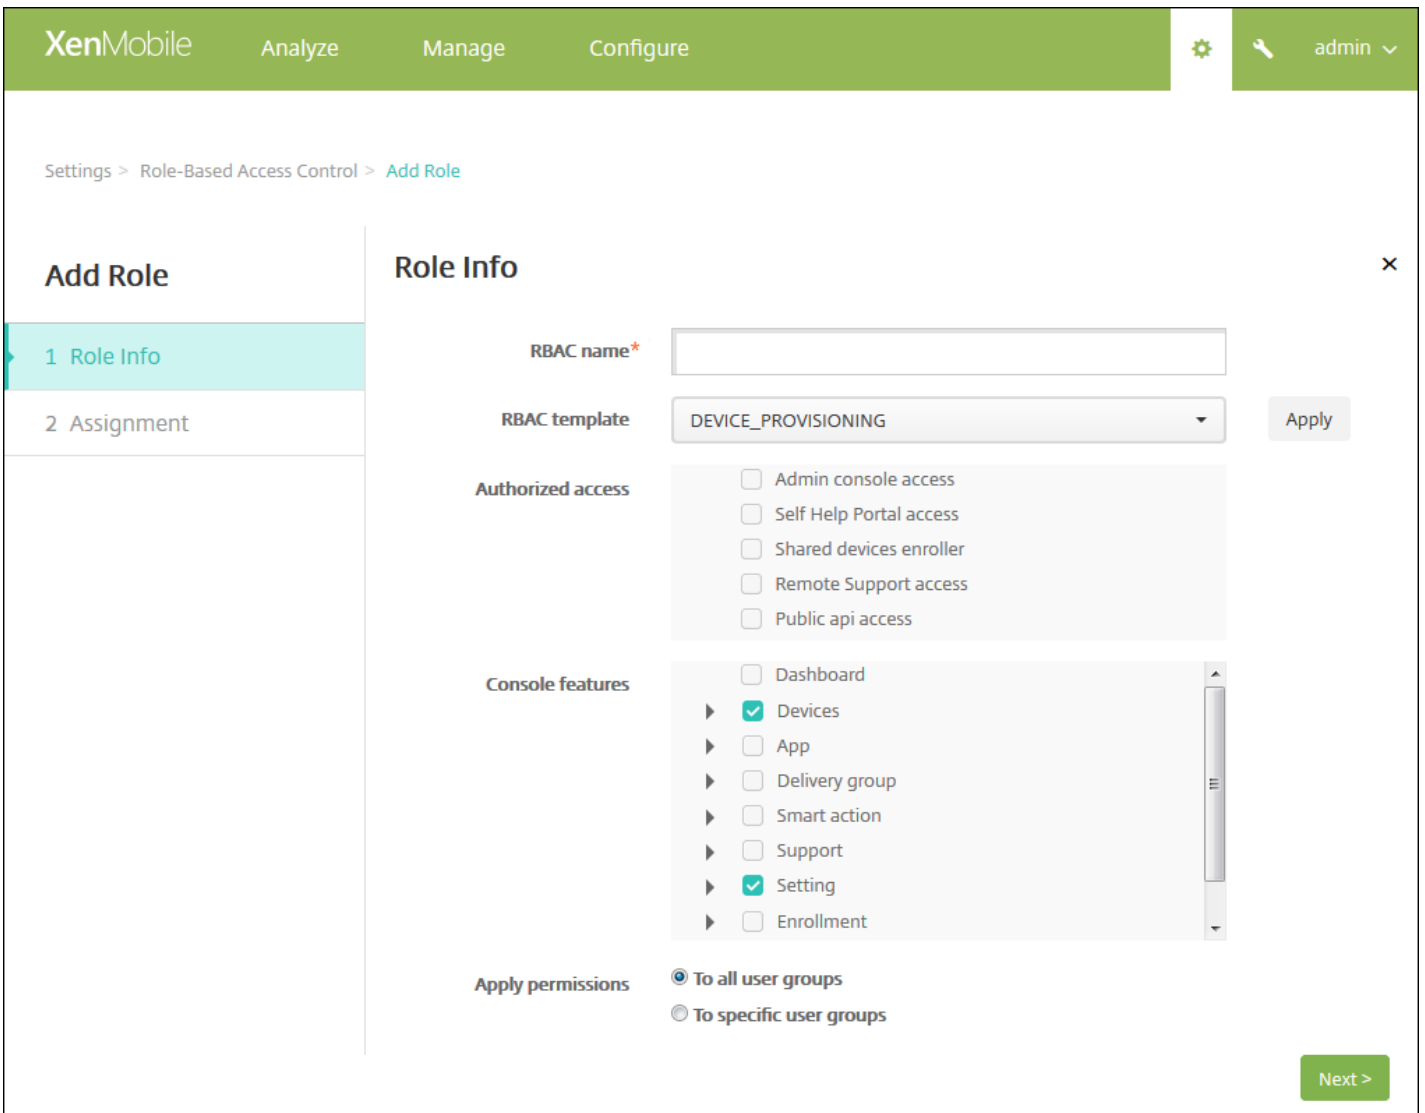 XenMobile Analyze Manage Configure admin
Settings > Role-Based Access Control > Add Role
Add Role
1 Role Info
2 Assignment
Role Info
RBAC name*
RBAC template DEVICE_PROVISIONING Apply
Authorized access
Admin console access
Self Help Portal access
Shared devices enroller
Remote Support access
Public api access
Console features
Dashboard
Devices
App
Delivery group
Smart action
Support
Setting
Enrollment
Apply permissions
To all user groups
To specific user groups
Next >